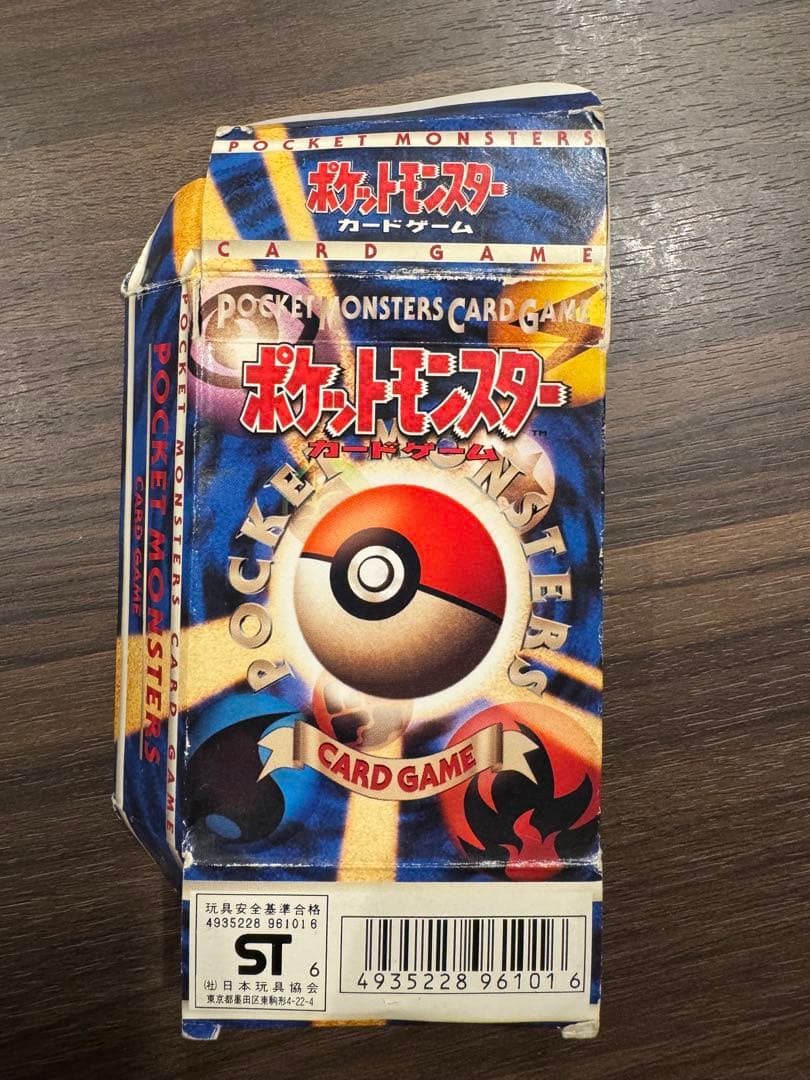 POCKET MONSTERS
ポケットモンスター
カードゲーム
CARD GAME
POCKET MONSTERS CARD GAME
ポケットモンスター
TM
カードゲーム
POCKET MONSTERS
CARD GAME
POCKET MONSTERS CARD GAME
POCKET MONSTERS
CARD GAME
玩具安全基準合格
4935228 961016
ST 6
(社)日本玩具協会
東京都墨田区東駒形4-22-4
4935228 961016